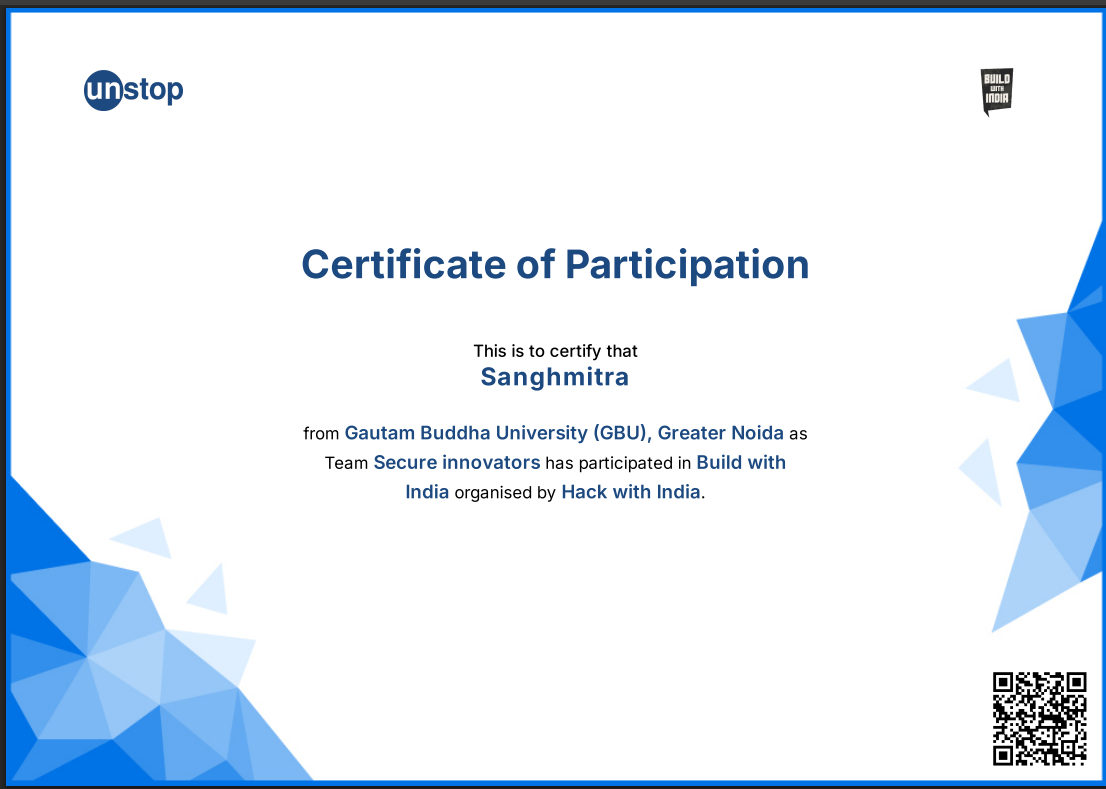 unstop
BUILD
WITH
INDIA
Certificate of Participation
This is to certify that
Sanghmitra
from Gautam Buddha University (GBU), Greater Noida as
Team Secure innovators has participated in Build with
India organised by Hack with India.